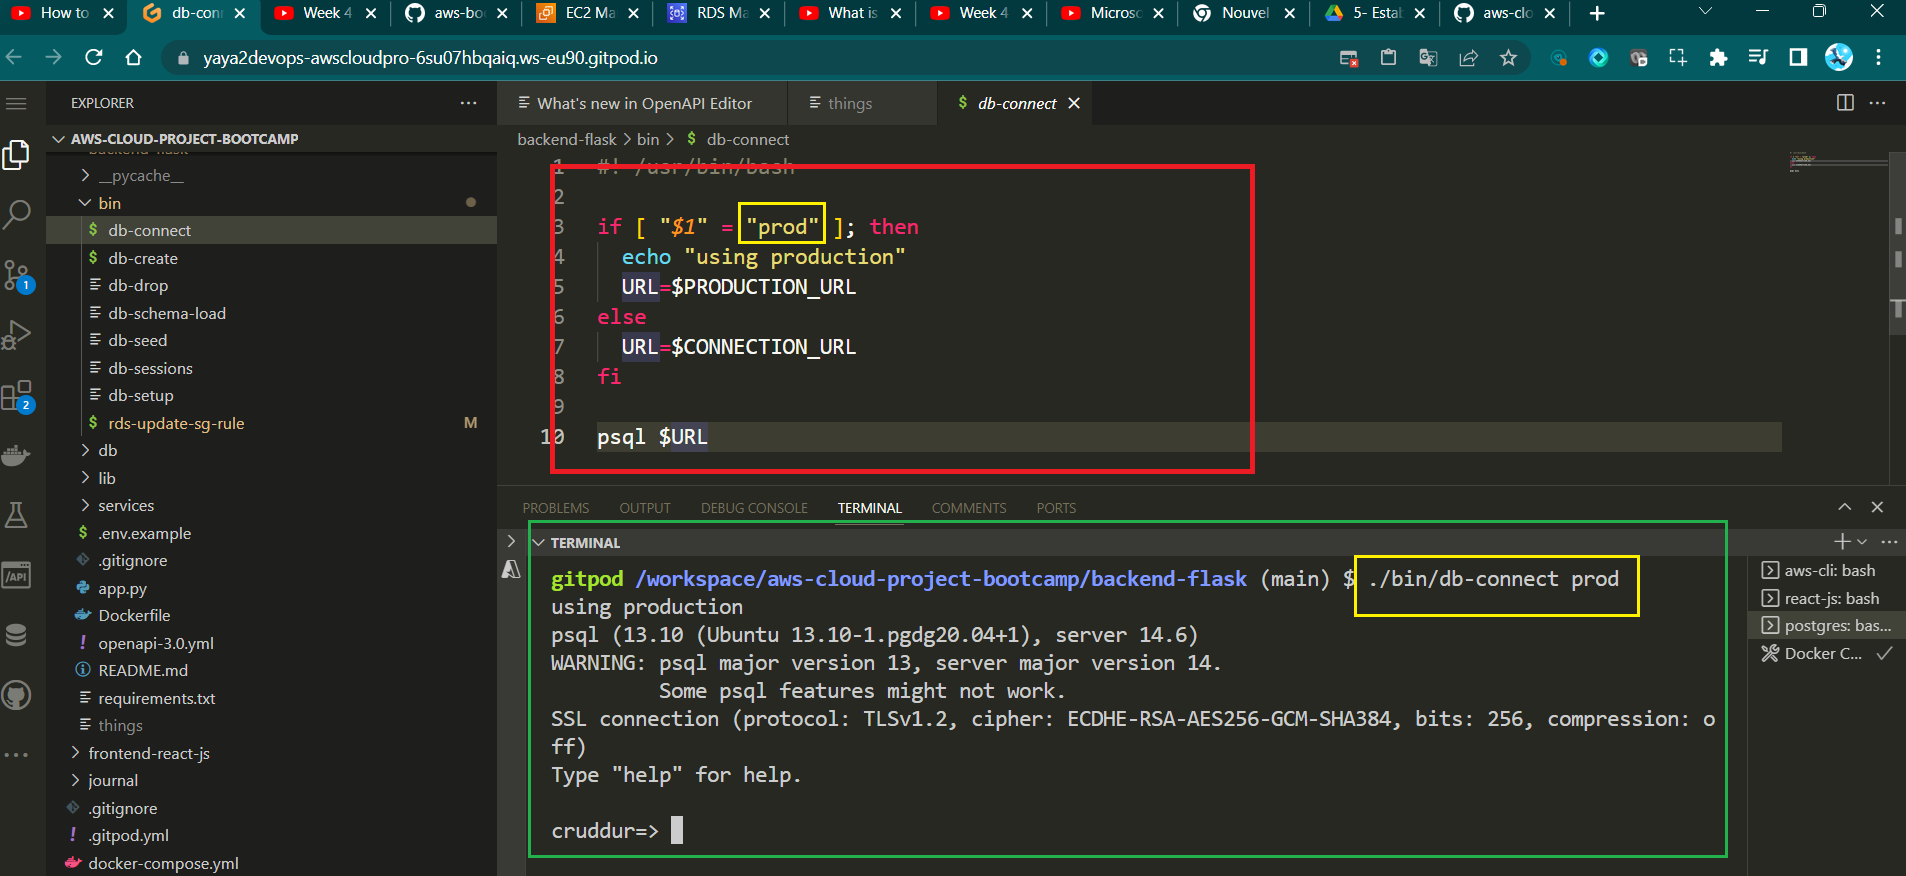 How to
db-con
Week 4
aws-bo
EC2 Ma
RDS Ma
What is
Week 4
Micros
Nouvel
5- Estab
aws-clo
yaya2devops-awscloudpro-6su07hbqaiq.ws-eu90.gitpod.io
EXPLORER
AWS-CLOUD-PROJECT-BOOTCAMP
backend-flask
__pycache__
bin
db-connect
db-create
db-drop
db-schema-load
db-seed
db-sessions
db-setup
rds-update-sg-rule M
db
lib
services
.env.example
.gitignore
app.py
Dockerfile
openapi-3.0.yml
README.md
requirements.txt
things
frontend-react-js
journal
.gitignore
.gitpod.yml
docker-compose.yml
1
2
/API
What's new in OpenAPI Editor
things
$ db-connect
backend-flask > bin > $ db-connect
1 #! /usr/bin/bash
2
3 if [ "$1" = "prod" ]; then
4 echo "using production"
5 URL=$PRODUCTION_URL
6 else
7 URL=$CONNECTION_URL
8 fi
9
10 psql $URL
PROBLEMS OUTPUT DEBUG CONSOLE TERMINAL COMMENTS PORTS
TERMINAL
gitpod /workspace/aws-cloud-project-bootcamp/backend-flask (main) $ ./bin/db-connect prod
using production
psql (13.10 (Ubuntu 13.10-1.pgdg20.04+1), server 14.6)
WARNING: psql major version 13, server major version 14.
Some psql features might not work.
SSL connection (protocol: TLSv1.2, cipher: ECDHE-RSA-AES256-GCM-SHA384, bits: 256, compression: o
ff)
Type "help" for help.
cruddur=>
aws-cli: bash
react-js: bash
postgres: bas...
Docker C...